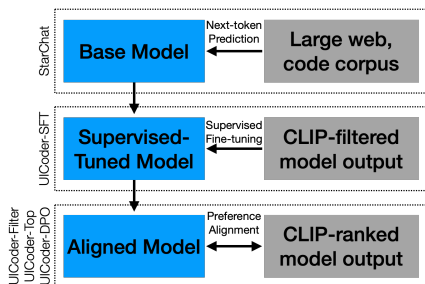 StarChat
Base Model
Next-token
Prediction
Large web,
code corpus
UICoder-SFT
Supervised-
Tuned Model
Supervised
Fine-tuning
CLIP-filtered
model output
UICoder-Filter
UICoder-Top
UICoder-DPO
Aligned Model
Preference
Alignment
CLIP-ranked
model output